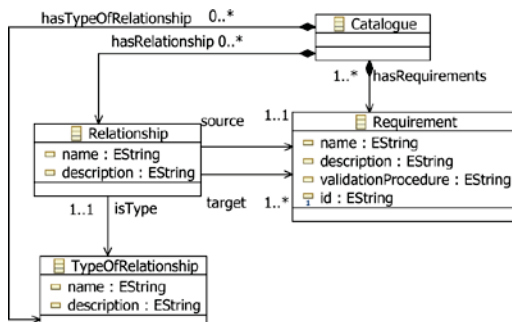 hasTypeOfRelationship 0..*
Catalogue
hasRelationship 0..*
1..* hasRequirements
source 1..1
Relationship
name : EString
description : EString
Requirement
name : EString
description : EString
validationProcedure : EString
id : EString
1..1 isType
target 1..*
TypeOfRelationship
name : EString
description : EString